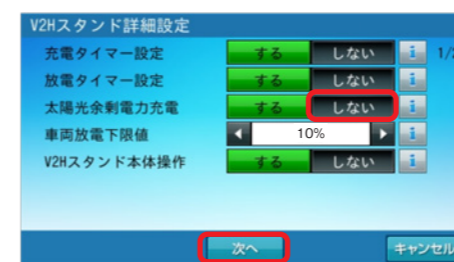 V2Hスタンド詳細設定
充電タイマー設定 する しない i 1/2
放電タイマー設定 する しない i
太陽光余剰電力充電 する しない i
車両放電下限値 ◀ 10% ▶ i
V2Hスタンド本体操作 する しない i
次へ キャンセル